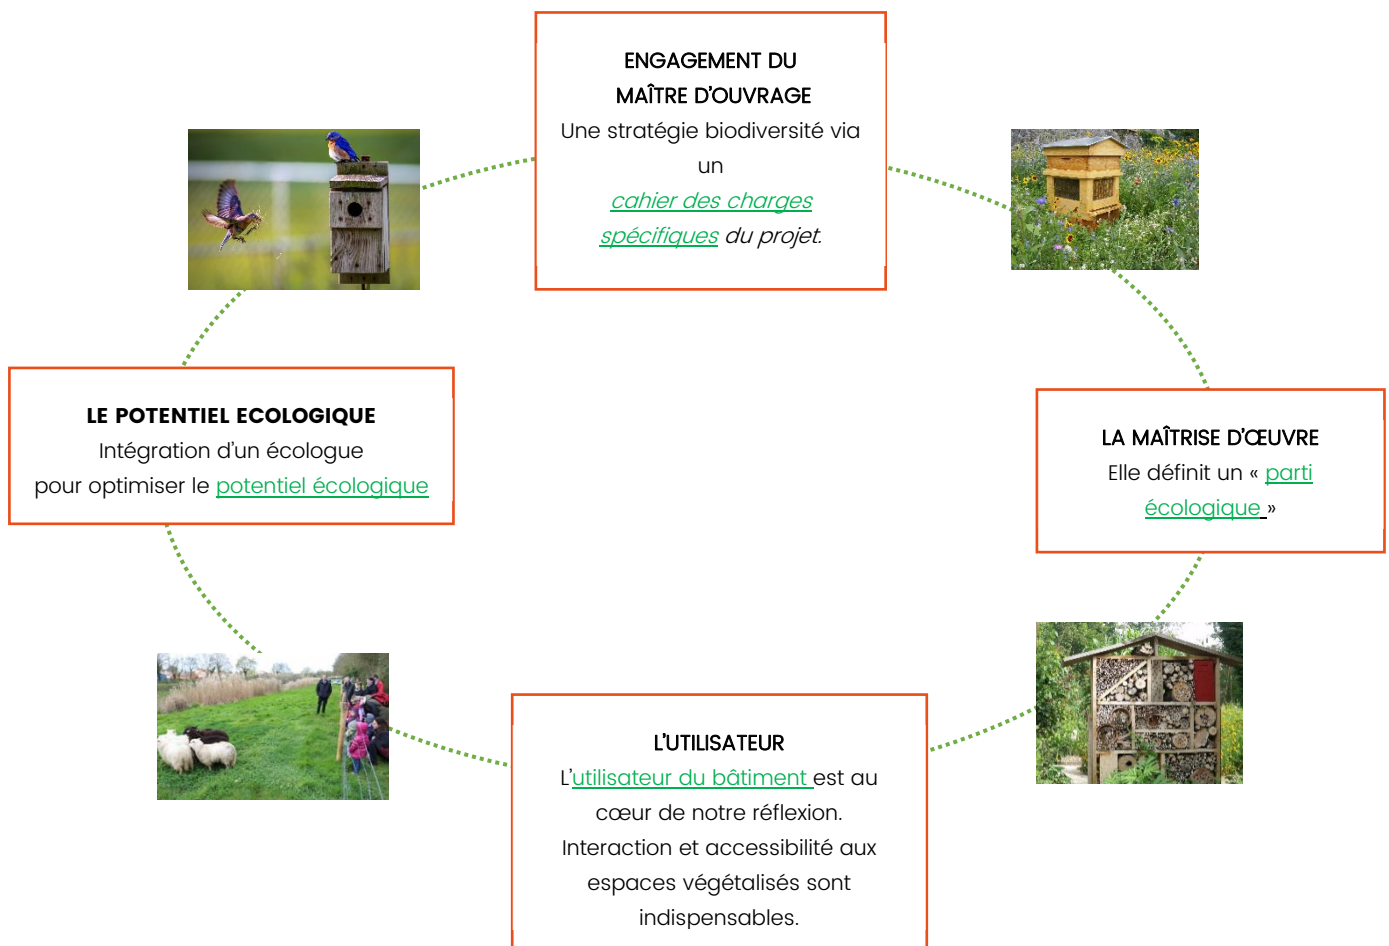 ENGAGEMENT DU
MAÎTRE D'OUVRAGE
Une stratégie biodiversité via
un
cahier des charges
spécifiques du projet.
LE POTENTIEL ECOLOGIQUE
Intégration d'un écologue
pour optimiser le potentiel écologique
LA MAÎTRISE D'ŒUVRE
Elle définit un « parti
écologique »
L'UTILISATEUR
L'utilisateur du bâtiment est au
cœur de notre réflexion.
Interaction et accessibilité aux
espaces végétalisés sont
indispensables.